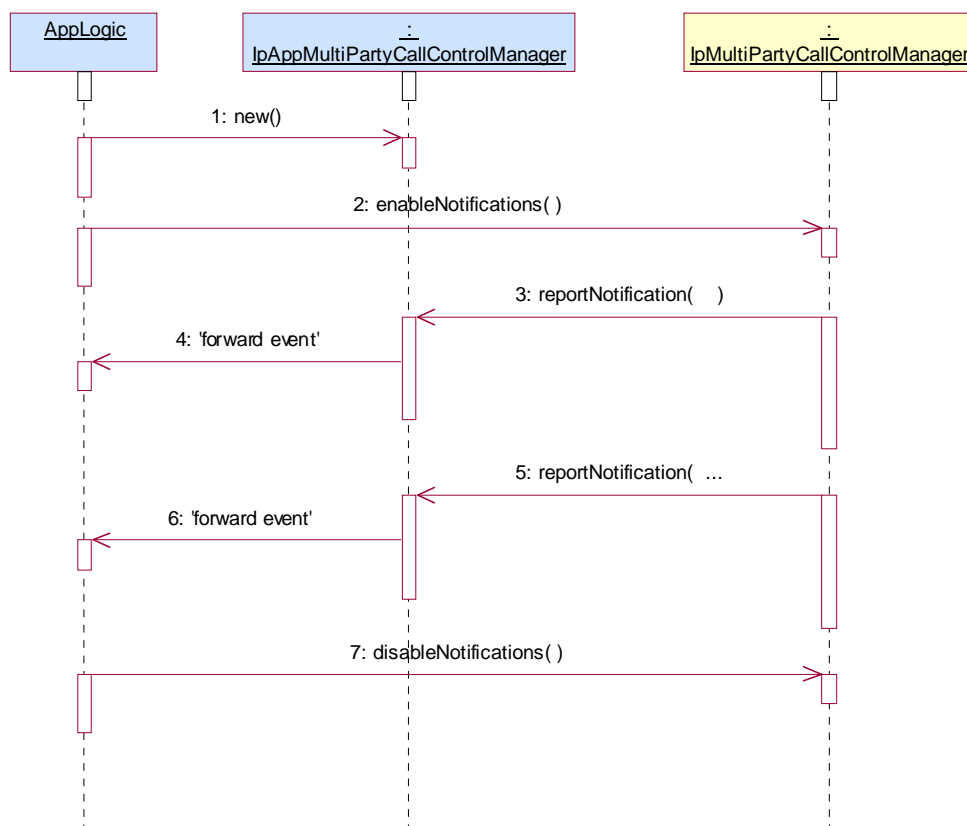 AppLogic
:
IpAppMultiPartyCallControlManager
:
IpMultiPartyCallControlManager
1: new()
2: enableNotifications( )
3: reportNotification(   )
4: 'forward event'
5: reportNotification(  ...
6: 'forward event'
7: disableNotifications( )